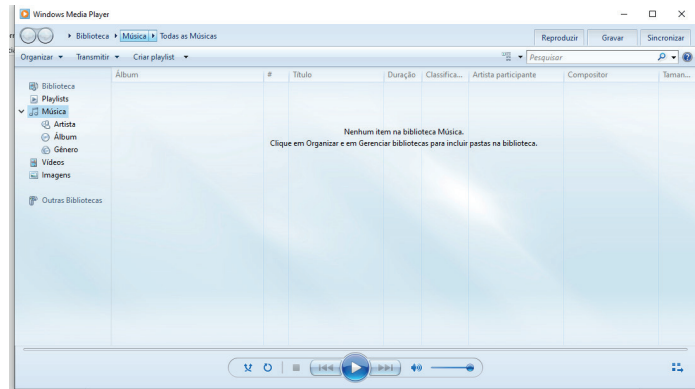 Windows Media Player
Biblioteca Música Todas as Músicas
Reproduzir Gravar Sincronizar
Organizar Transmitir Criar playlist
Pesquisar
Álbum # Título Duração Classifica... Artista participante Compositor Taman...
Biblioteca
Playlists
Música
Artista
Álbum
Gênero
Vídeos
Imagens
Outras Bibliotecas
Nenhum item na biblioteca Música.
Clique em Organizar e em Gerenciar bibliotecas para incluir pastas na biblioteca.